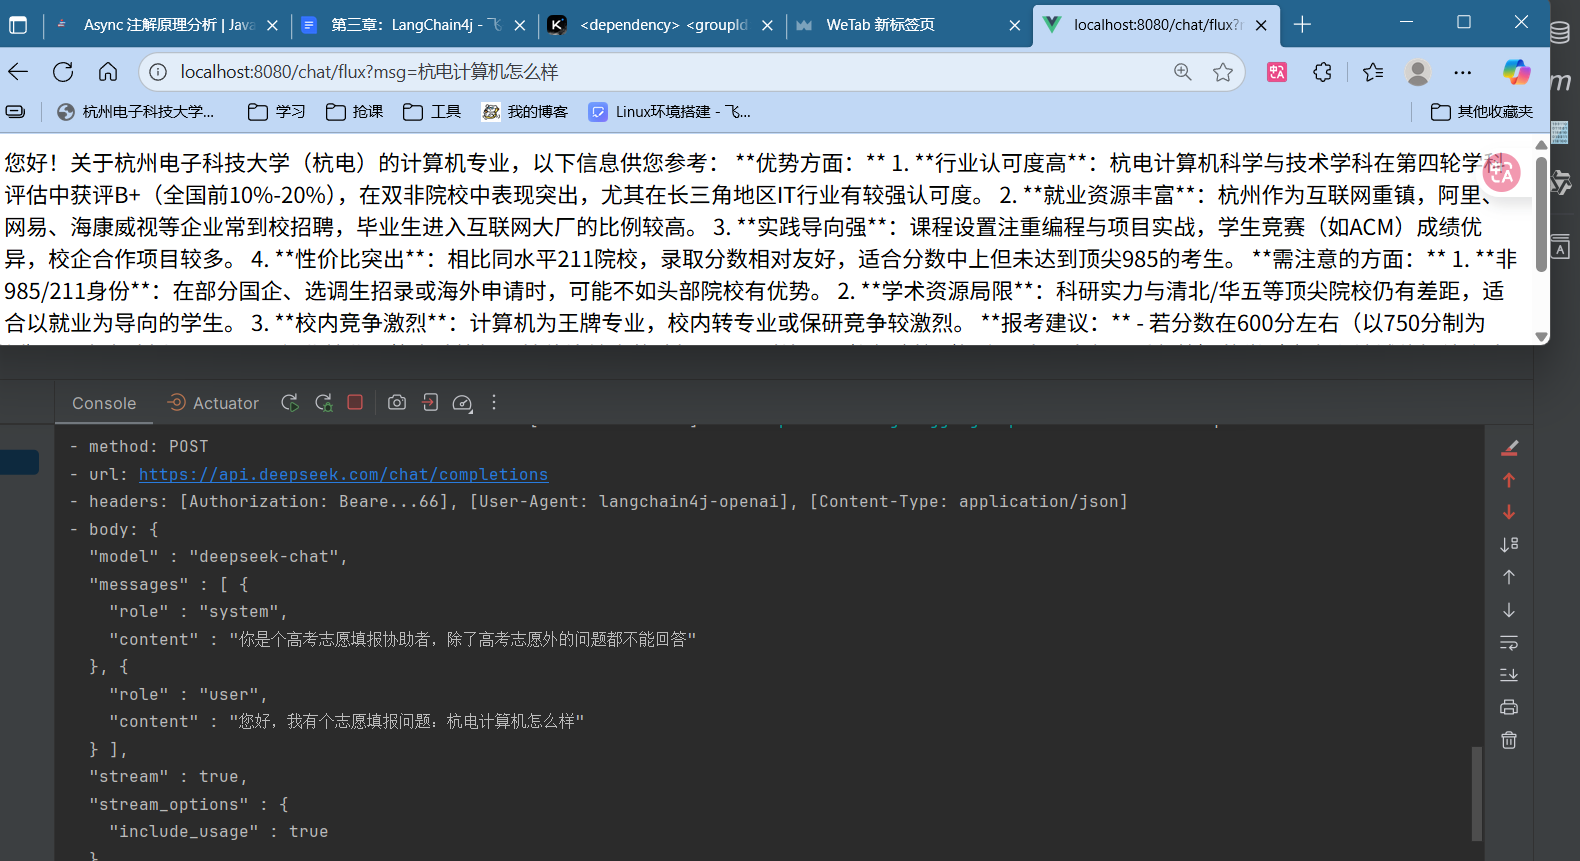 Async 注解原理分析 | Java
第三章：LangChain4j - 飞
<dependency> <groupId
WeTab 新标签页
localhost:8080/chat/flux?r
localhost:8080/chat/flux?msg=杭电计算机怎么样
杭州电子科技大学...
学习
抢课
工具
我的博客
Linux环境搭建 - 飞...
其他收藏夹
您好！关于杭州电子科技大学（杭电）的计算机专业，以下信息供您参考： **优势方面：** 1. **行业认可度高**：杭电计算机科学与技术学科在第四轮学科
评估中获评B+（全国前10%-20%），在双非院校中表现突出，尤其在长三角地区IT行业有较强认可度。 2. **就业资源丰富**：杭州作为互联网重镇，阿里、
网易、海康威视等企业常到校招聘，毕业生进入互联网大厂的比例较高。 3. **实践导向强**：课程设置注重编程与项目实战，学生竞赛（如ACM）成绩优
异，校企合作项目较多。 4. **性价比突出**：相比同水平211院校，录取分数相对友好，适合分数中上但未达到顶尖985的考生。 **需注意的方面：** 1. **非
985/211身份**：在部分国企、选调生招录或海外申请时，可能不如头部院校有优势。 2. **学术资源局限**：科研实力与清北/华五等顶尖院校仍有差距，适
合以就业为导向的学生。 3. **校内竞争激烈**：计算机为王牌专业，校内转专业或保研竞争较激烈。 **报考建议：** - 若分数在600分左右（以750分制为
Console
Actuator
- method: POST
- url: https://api.deepseek.com/chat/completions
- headers: [Authorization: Beare...66], [User-Agent: langchain4j-openai], [Content-Type: application/json]
- body: {
"model" : "deepseek-chat",
"messages" : [ {
"role" : "system",
"content" : "你是个高考志愿填报协助者，除了高考志愿外的问题都不能回答"
}, {
"role" : "user",
"content" : "您好，我有个志愿填报问题：杭电计算机怎么样"
} ],
"stream" : true,
"stream_options" : {
"include_usage" : true
}